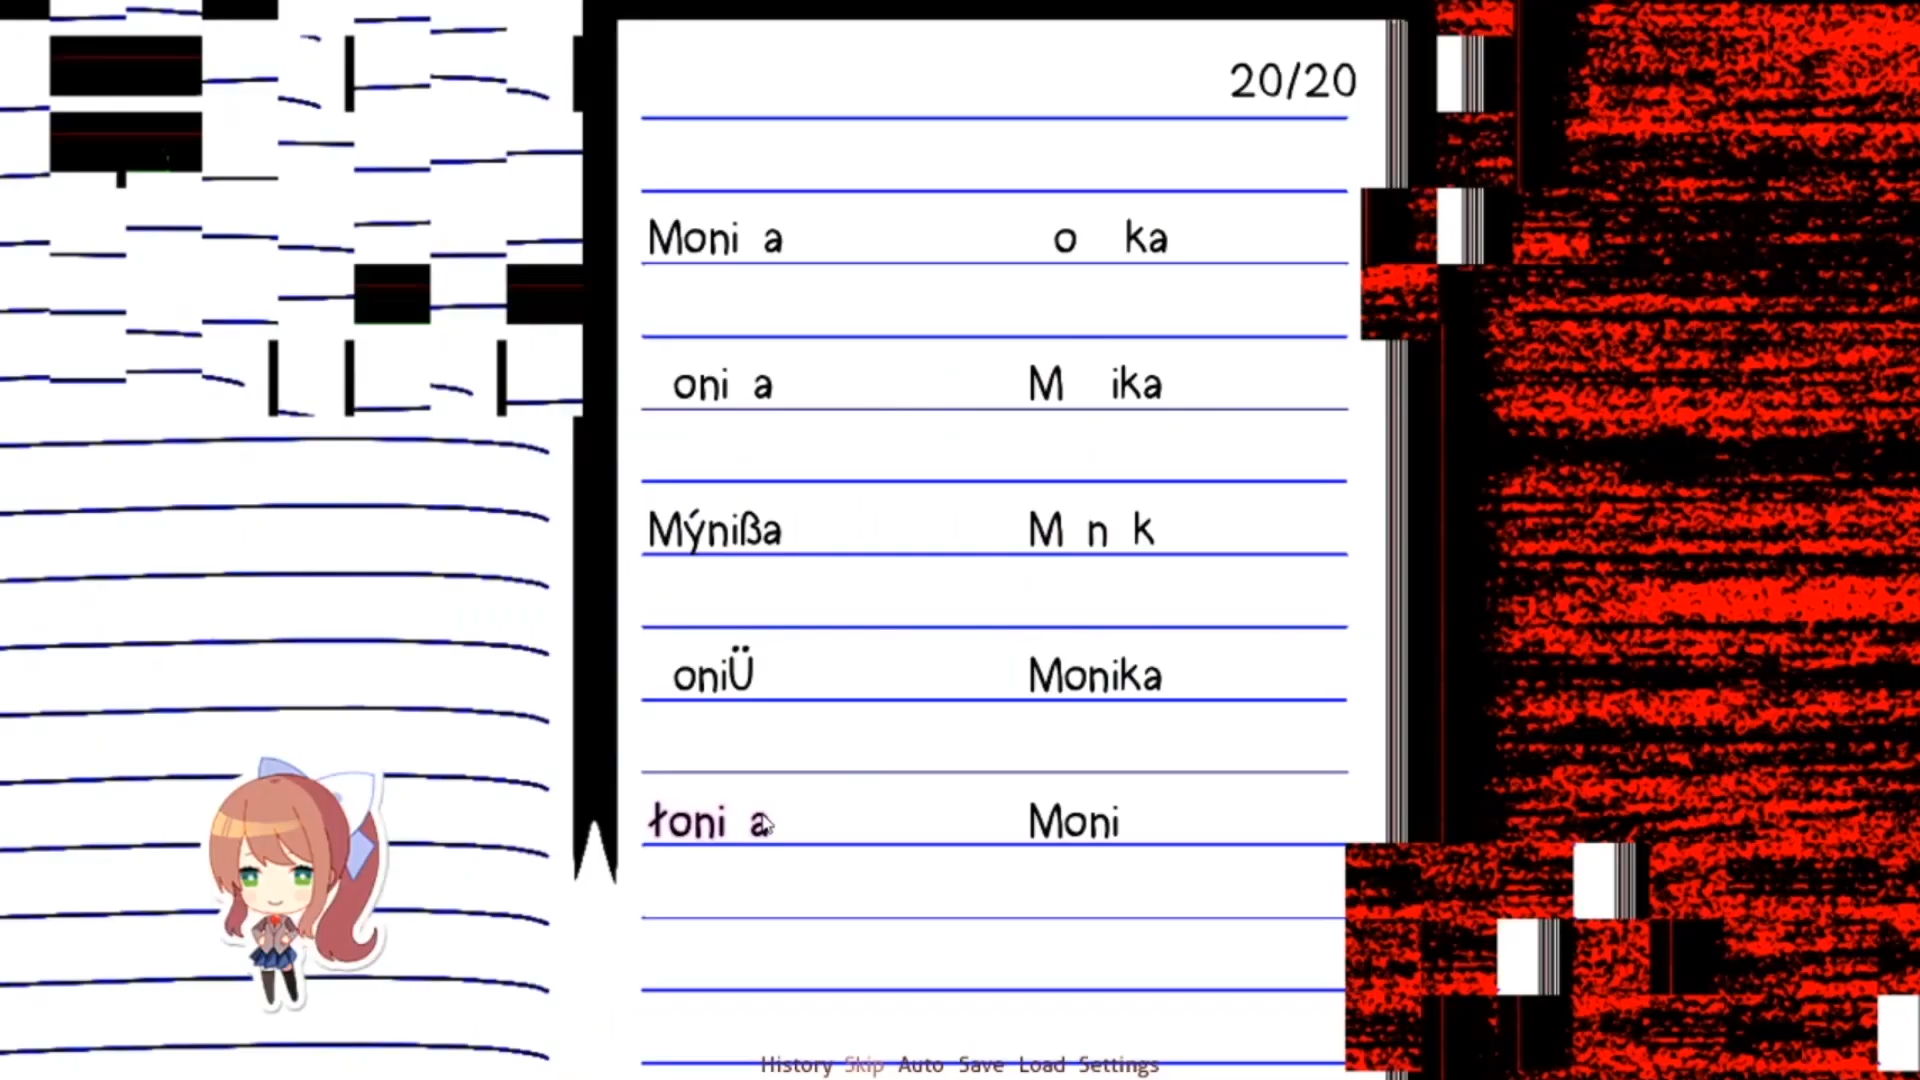 20/20
Moni a o ka
oni a M ika
Mýnißa M n k
oniÜ Monika
łoni a Moni
History Skip Auto Save Load Settings